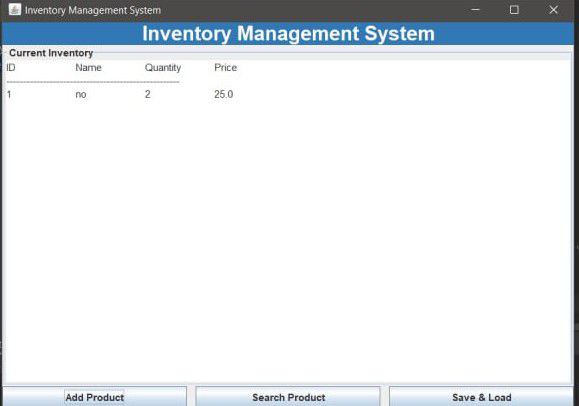 Inventory Management System
Inventory Management System
Current Inventory
ID Name Quantity Price
--------------------------------------------------------------------------------
1 no 2 25.0
Add Product Search Product Save & Load